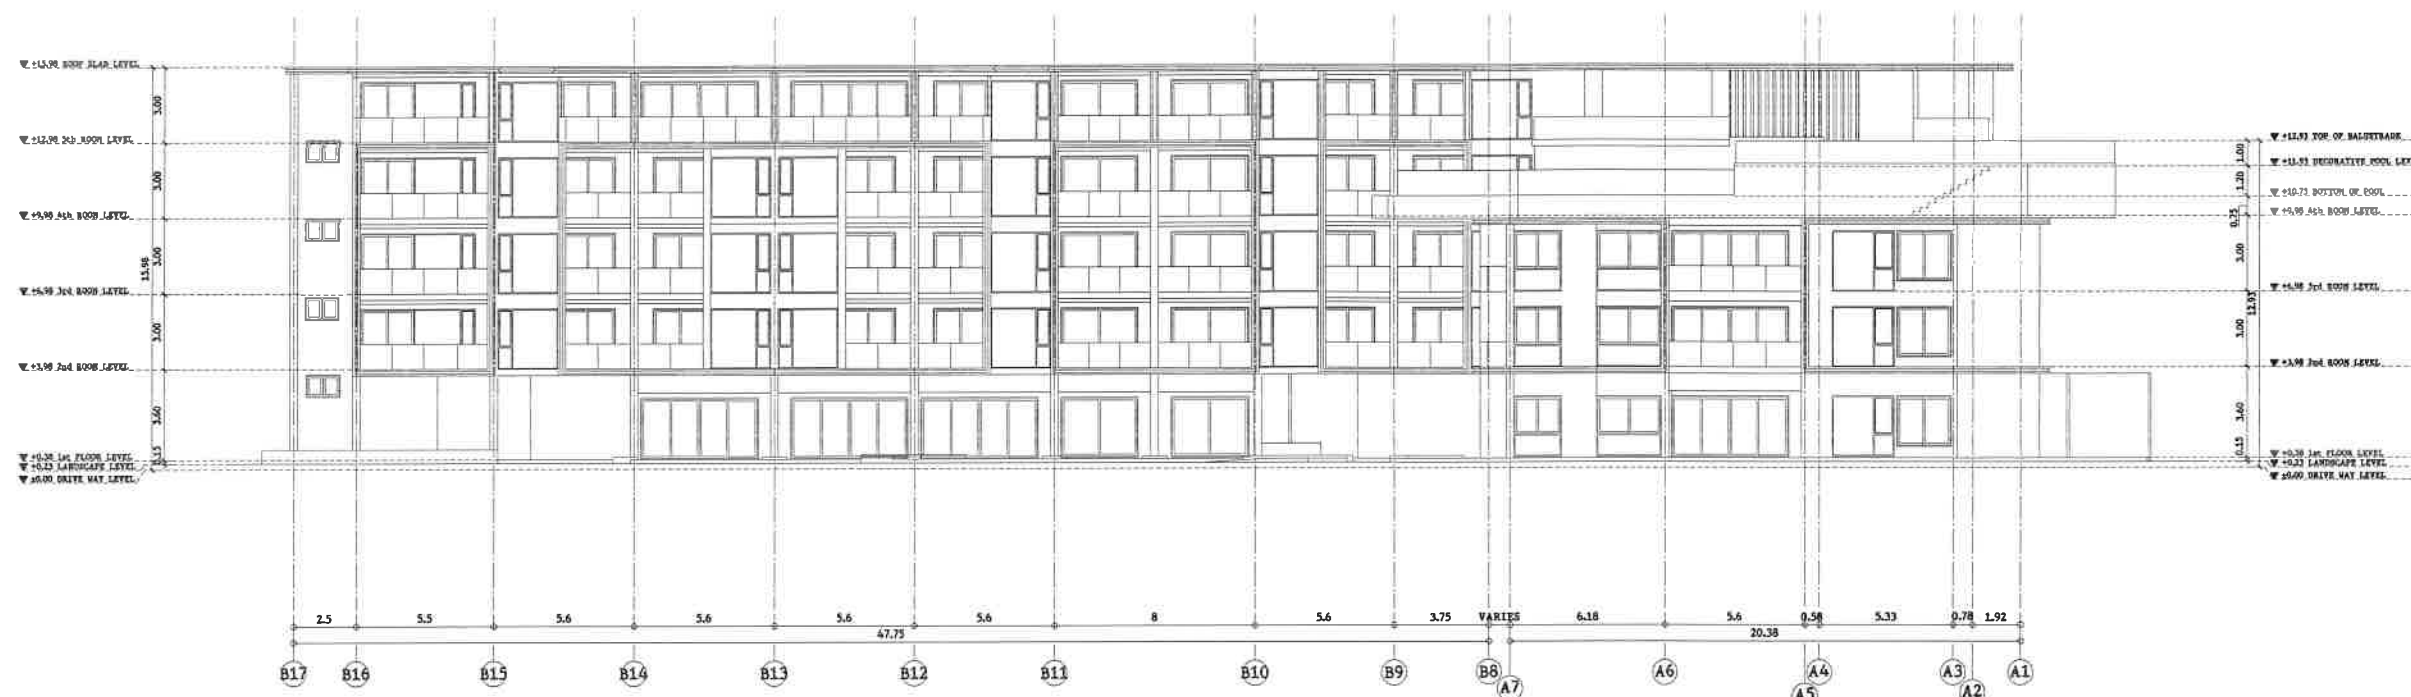 +15.98 ROOF SLAB LEVEL
3.00
+12.98 5th ROOM LEVEL
3.00
+9.98 4th ROOM LEVEL
3.00
15.98
+6.98 3rd ROOM LEVEL
3.00
+3.98 2nd ROOM LEVEL
3.60
+0.38 1st FLOOR LEVEL
0.15
+0.23 LANDSCAPE LEVEL
±0.00 DRIVE WAY LEVEL
+12.93 TOP OF BALUSTRADE
1.00
+11.93 DECORATIVE POOL LEV
1.20
+10.73 BOTTOM OF POOL
0.75
+9.98 4th ROOM LEVEL
3.00
+6.98 3rd ROOM LEVEL
12.93
3.00
+3.98 2nd ROOM LEVEL
3.60
0.15
+0.38 1st FLOOR LEVEL
+0.23 LANDSCAPE LEVEL
±0.00 DRIVE WAY LEVEL
2.5 5.5 5.6 5.6 5.6 5.6 8 5.6 3.75 VARIES 6.18 5.6 0.58 5.33 0.78 1.92
47.75 20.38
B17 B16 B15 B14 B13 B12 B11 B10 B9 B8 A7 A6 A5 A4 A3 A2 A1